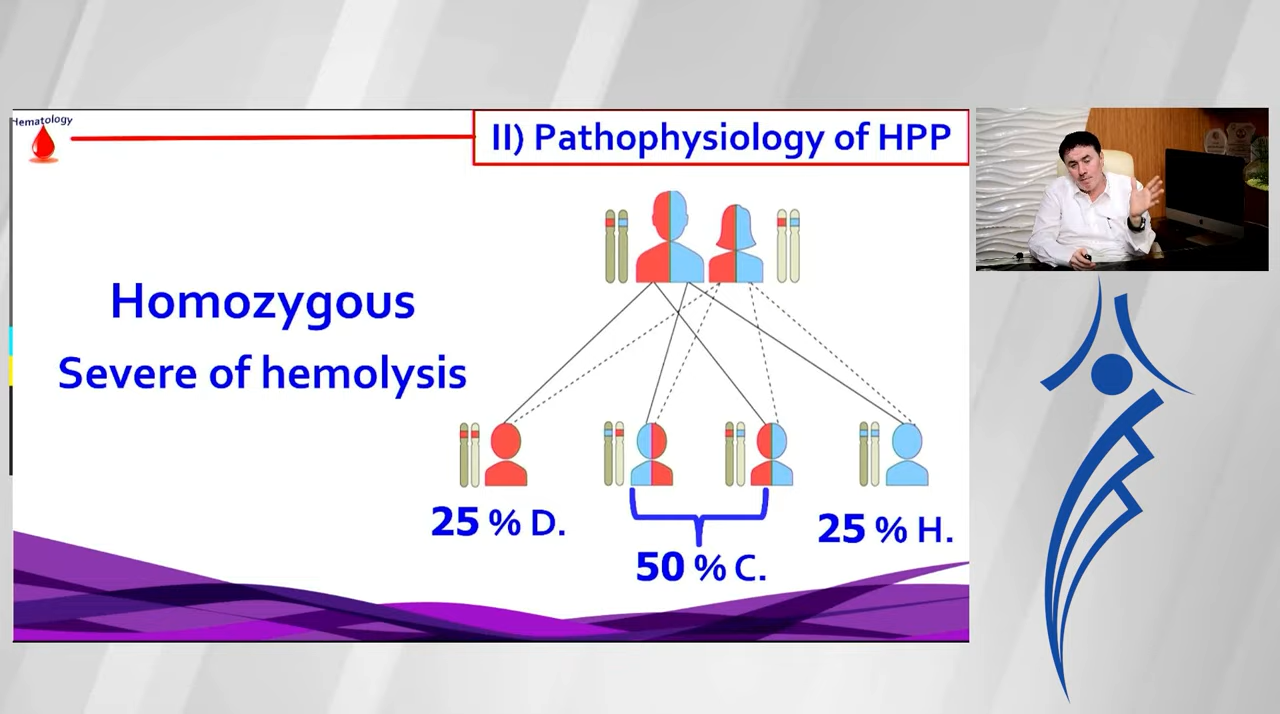 Hematology
II) Pathophysiology of HPP
Homozygous
Severe of hemolysis
25 % D.
50 % C.
25 % H.